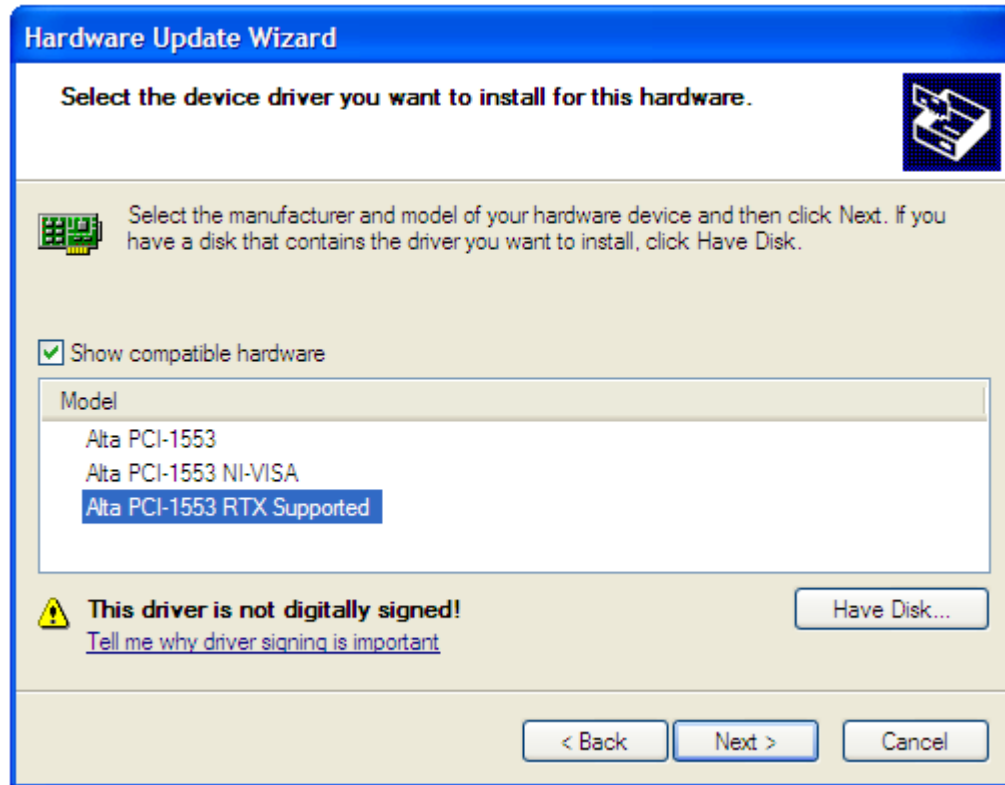 Hardware Update Wizard
Select the device driver you want to install for this hardware.
Select the manufacturer and model of your hardware device and then click Next. If you
have a disk that contains the driver you want to install, click Have Disk.
Show compatible hardware
Model
Alta PCI-1553
Alta PCI-1553 NI-VISA
Alta PCI-1553 RTX Supported
This driver is not digitally signed!
Have Disk...
Tell me why driver signing is important
< Back
Next >
Cancel